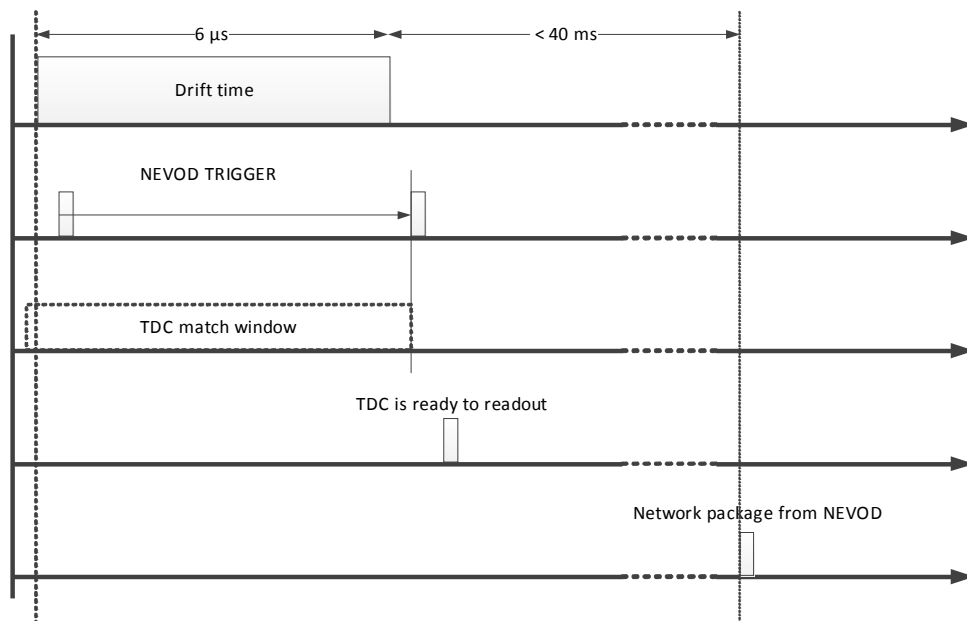 6 µs
< 40 ms
Drift time
NEVOD TRIGGER
TDC match window
TDC is ready to readout
Network package from NEVOD